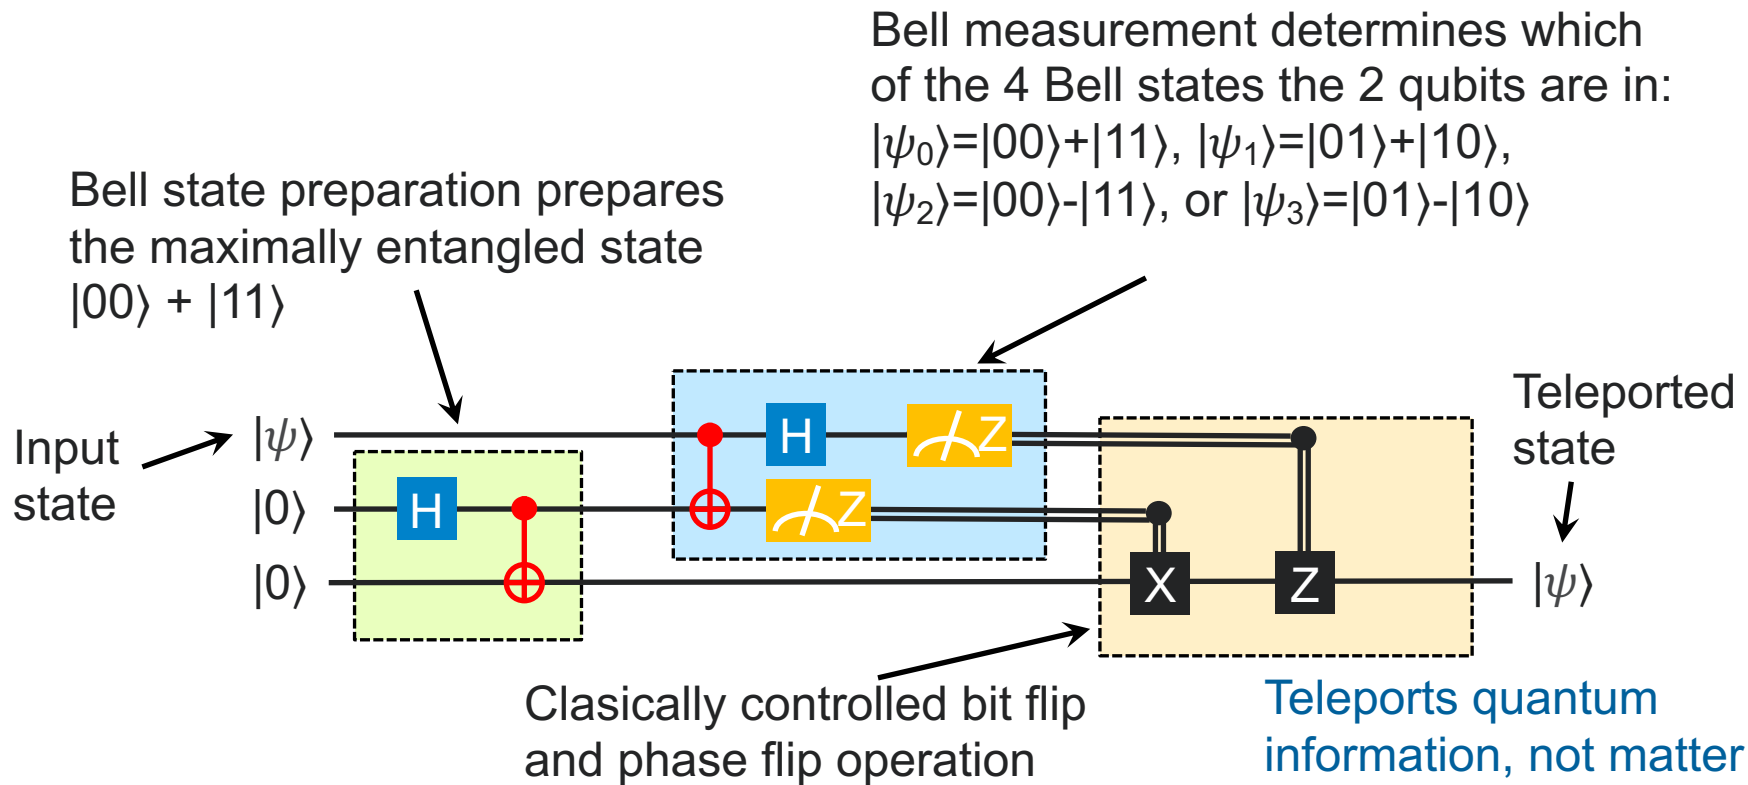 Bell measurement determines which
of the 4 Bell states the 2 qubits are in:
|ψ₀⟩=|00⟩+|11⟩, |ψ₁⟩=|01⟩+|10⟩,
|ψ₂⟩=|00⟩-|11⟩, or |ψ₃⟩=|01⟩-|10⟩
Bell state preparation prepares
the maximally entangled state
|00⟩ + |11⟩
Input
state
|ψ⟩
H
Z
|0⟩
H
Z
|0⟩
X
Z
|ψ⟩
Teleported
state
Clasically controlled bit flip
and phase flip operation
Teleports quantum
information, not matter